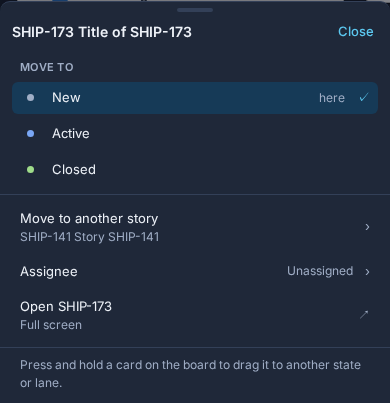 SHIP-173 Title of SHIP-173 Close
MOVE TO
New here ✓
Active
Closed
Move to another story ›
SHIP-141 Story SHIP-141
Assignee Unassigned ›
Open SHIP-173 ↗
Full screen
Press and hold a card on the board to drag it to another state
or lane.